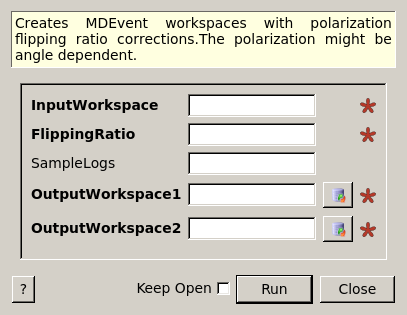 Creates MDEvent workspaces with polarization
flipping ratio corrections.The polarization might be
angle dependent.
InputWorkspace
FlippingRatio
SampleLogs
OutputWorkspace1
OutputWorkspace2
? Keep Open Run Close